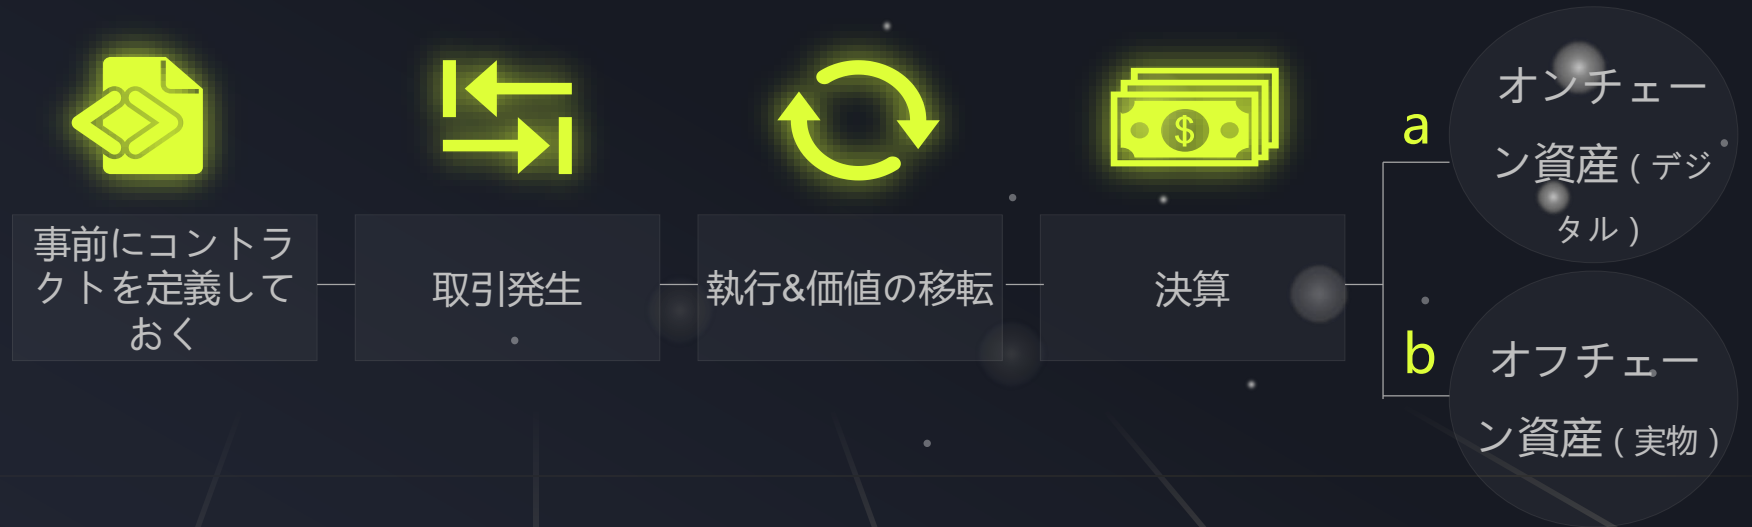 事前にコントラ
クトを定義して
おく
取引発生
執行&価値の移転
決算
a
オンチェー
ン資産(デジ
タル)
b
オフチェー
ン資産(実物)